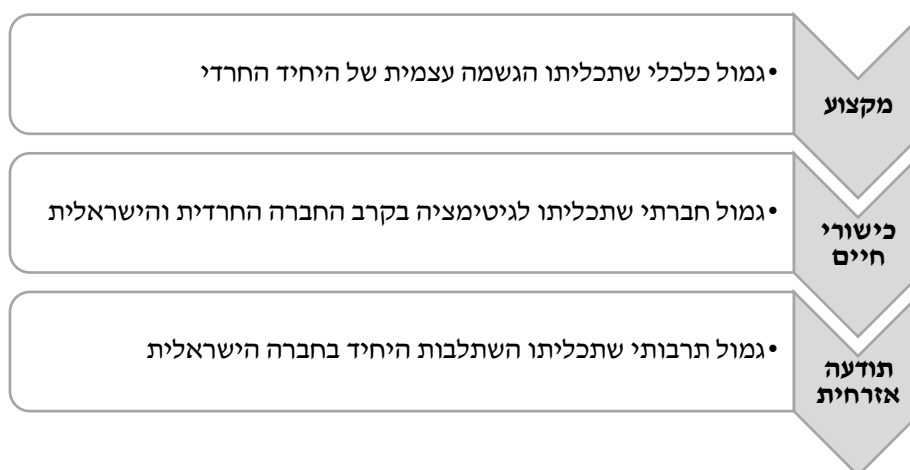 מקצוע
•גמול כלכלי שתכליתו הגשמה עצמית של היחיד החרדי
כישורי
חיים
•גמול חברתי שתכליתו לגיטימציה בקרב החברה החרדית והישראלית
תודעה
אזרחית
•גמול תרבותי שתכליתו השתלבות היחיד בחברה הישראלית